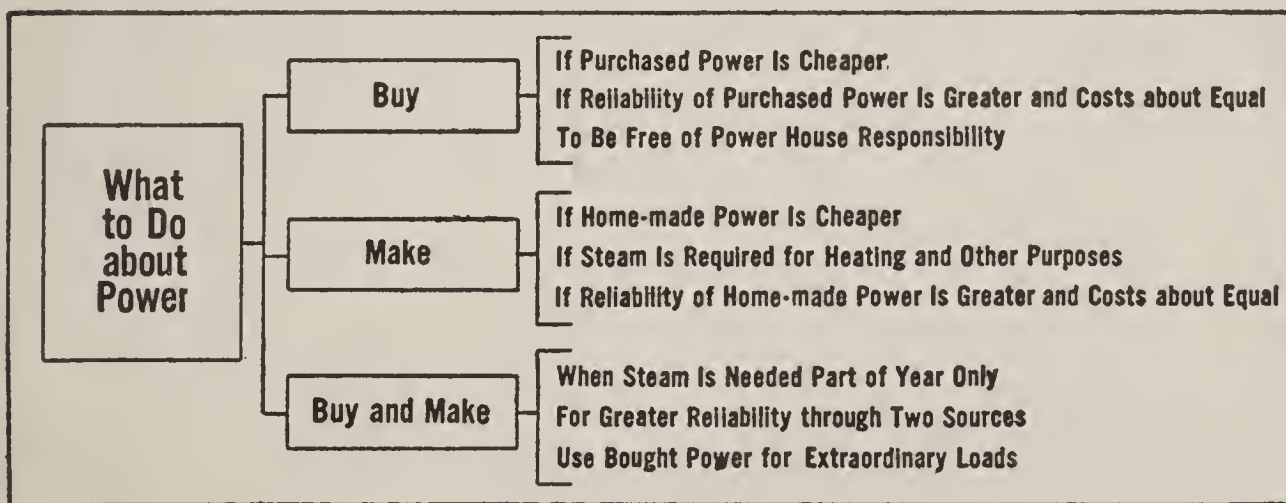 What
to Do
about
Power
Buy
If Purchased Power Is Cheaper.
If Reliability of Purchased Power Is Greater and Costs about Equal
To Be Free of Power House Responsibility
Make
If Home-made Power Is Cheaper
If Steam Is Required for Heating and Other Purposes
If Reliability of Home-made Power Is Greater and Costs about Equal
Buy and Make
When Steam Is Needed Part of Year Only
For Greater Reliability through Two Sources
Use Bought Power for Extraordinary Loads